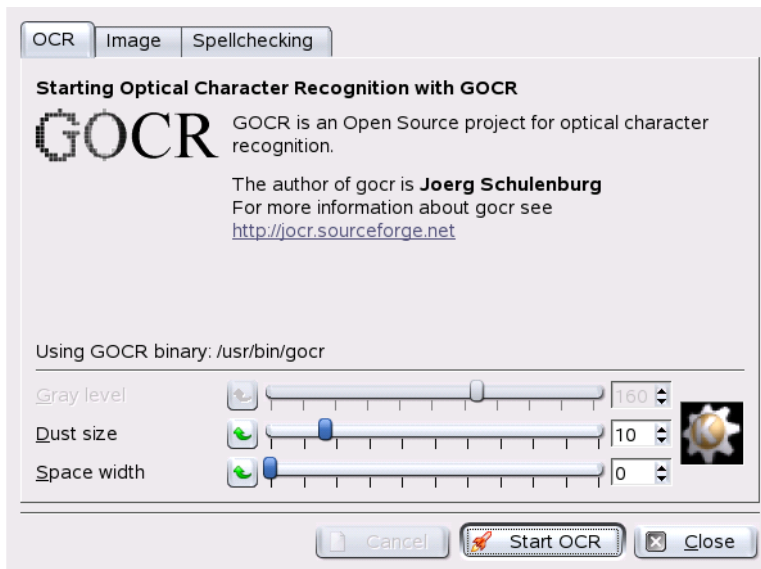 OCR Image Spellchecking
Starting Optical Character Recognition with GOCR
GOCR
GOCR is an Open Source project for optical character
recognition.
The author of gocr is Joerg Schulenburg
For more information about gocr see
http://jocr.sourceforge.net
Using GOCR binary: /usr/bin/gocr
Gray level 160
Dust size 10
Space width 0
K
Cancel Start OCR Close